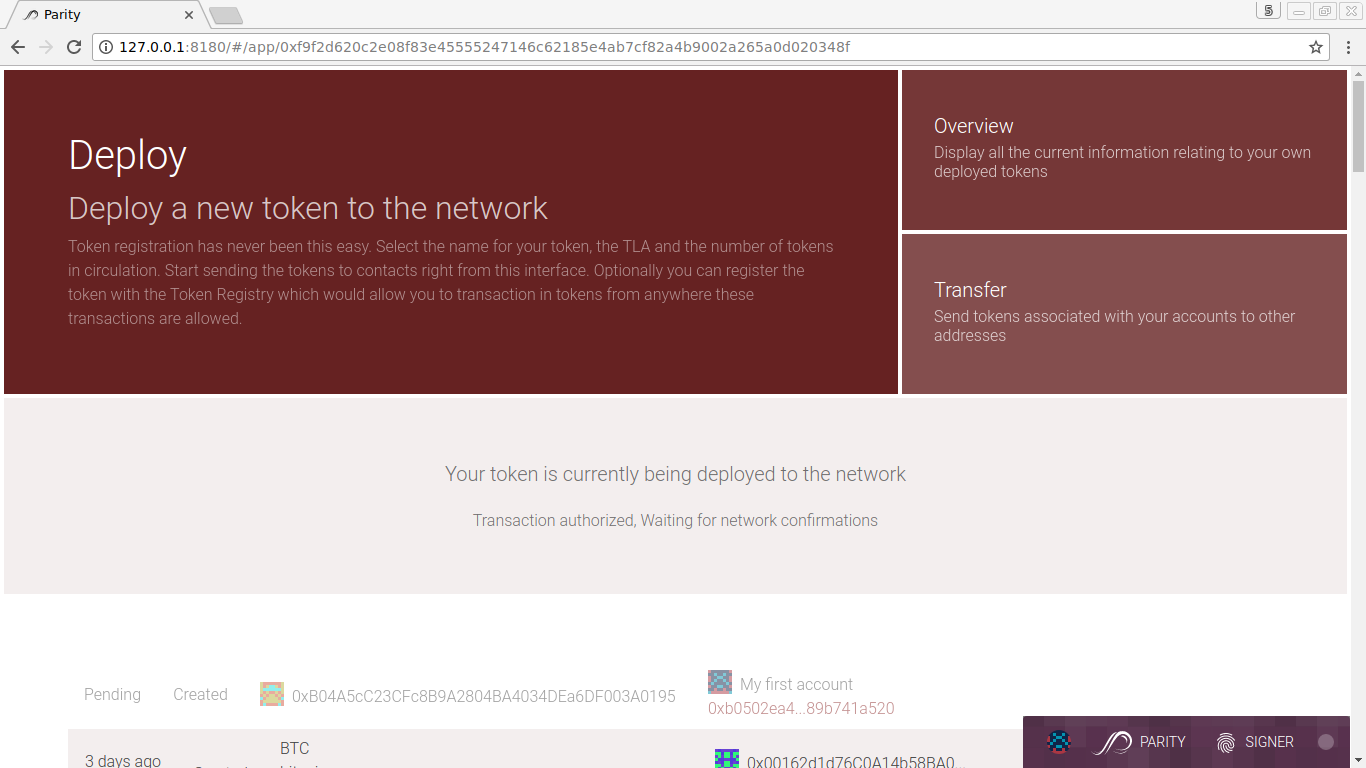 Parity
5
127.0.0.1:8180/#/app/0xf9f2d620c2e08f83e45555247146c62185e4ab7cf82a4b9002a265a0d020348f
Deploy
Deploy a new token to the network
Token registration has never been this easy. Select the name for your token, the TLA and the number of tokens
in circulation. Start sending the tokens to contacts right from this interface. Optionally you can register the
token with the Token Registry which would allow you to transaction in tokens from anywhere these
transactions are allowed.
Overview
Display all the current information relating to your own
deployed tokens
Transfer
Send tokens associated with your accounts to other
addresses
Your token is currently being deployed to the network
Transaction authorized, Waiting for network confirmations
Pending Created 0xB04A5cC23CFc8B9A2804BA4034DEa6DF003A0195 My first account
0xb0502ea4...89b741a520
BTC
3 days ago 0x00162d1d76C0A14b58BA0...
PARITY SIGNER